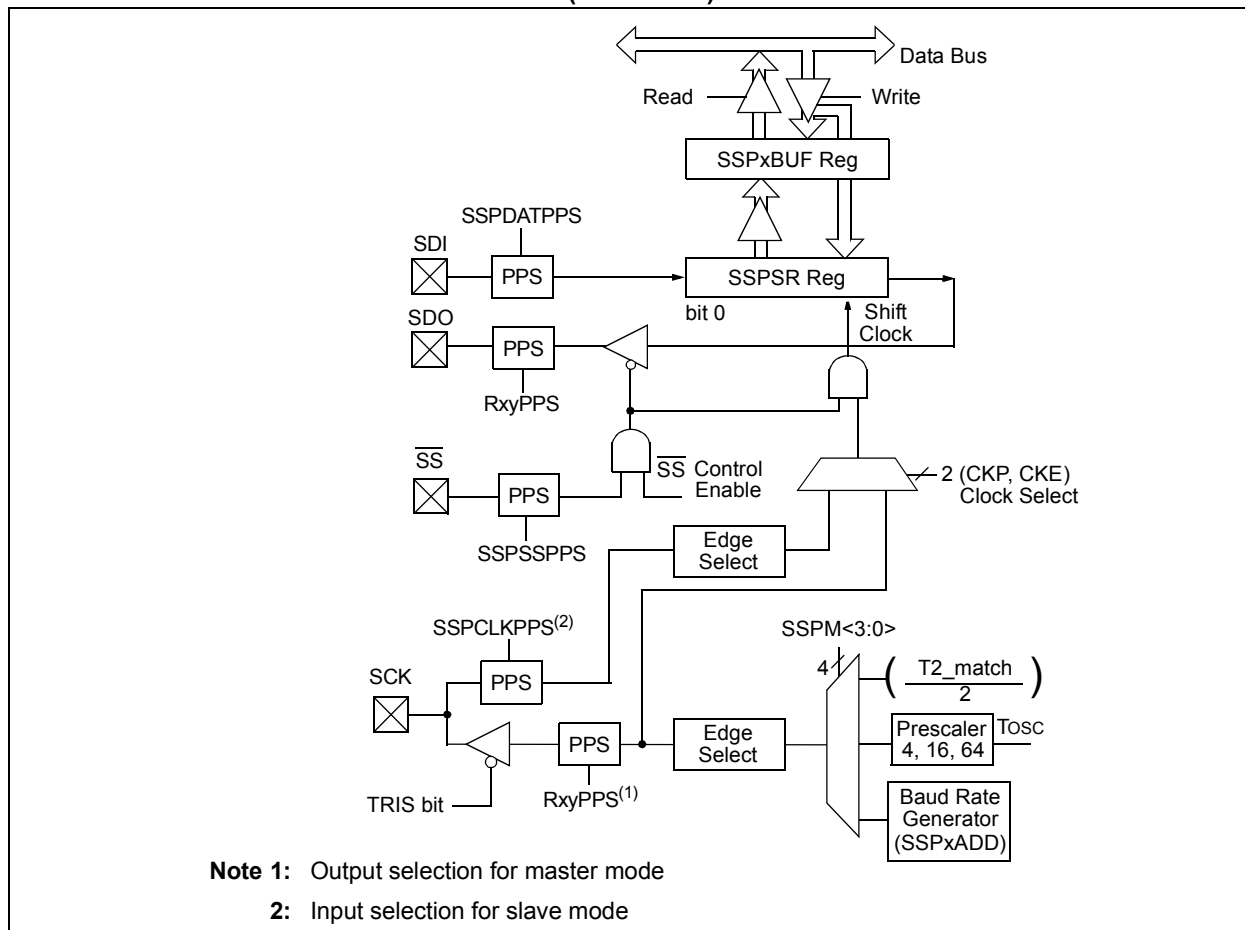 Data Bus
Read
Write
SSPxBUF Reg
SSPDATPPS
SDI
PPS
SSPSR Reg
bit 0
Shift
Clock
SDO
PPS
RxyPPS
SS
PPS
SS Control
Enable
2 (CKP, CKE)
Clock Select
SSPSSPPS
Edge
Select
SSPCLKPPS(2)
SSPM<3:0>
4
SCK
PPS
( T2_match
2 )
PPS
Edge
Select
Prescaler
4, 16, 64
TOSC
TRIS bit
RxyPPS(1)
Baud Rate
Generator
(SSPxADD)
Note 1: Output selection for master mode
2: Input selection for slave mode